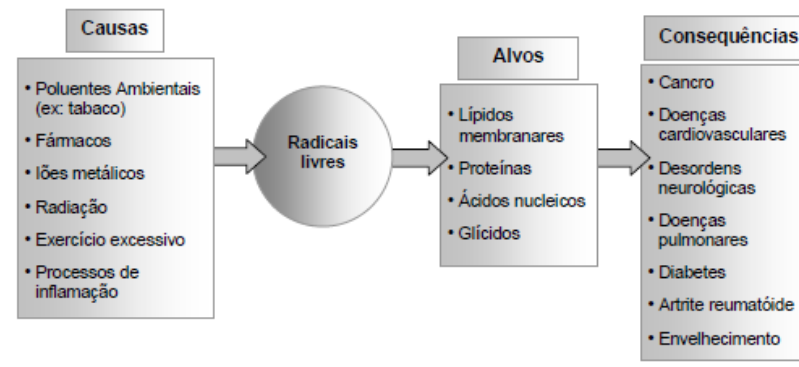 Causas
• Poluentes Ambientais
(ex: tabaco)
• Fármacos
• Iões metálicos
• Radiação
• Exercício excessivo
• Processos de
inflamação
Radicais
livres
Alvos
• Lípidos
membranares
• Proteínas
• Ácidos nucleicos
• Glícidos
Consequências
• Cancro
• Doenças
cardiovasculares
• Desordens
neurológicas
• Doenças
pulmonares
• Diabetes
• Artrite reumatóide
• Envelhecimento